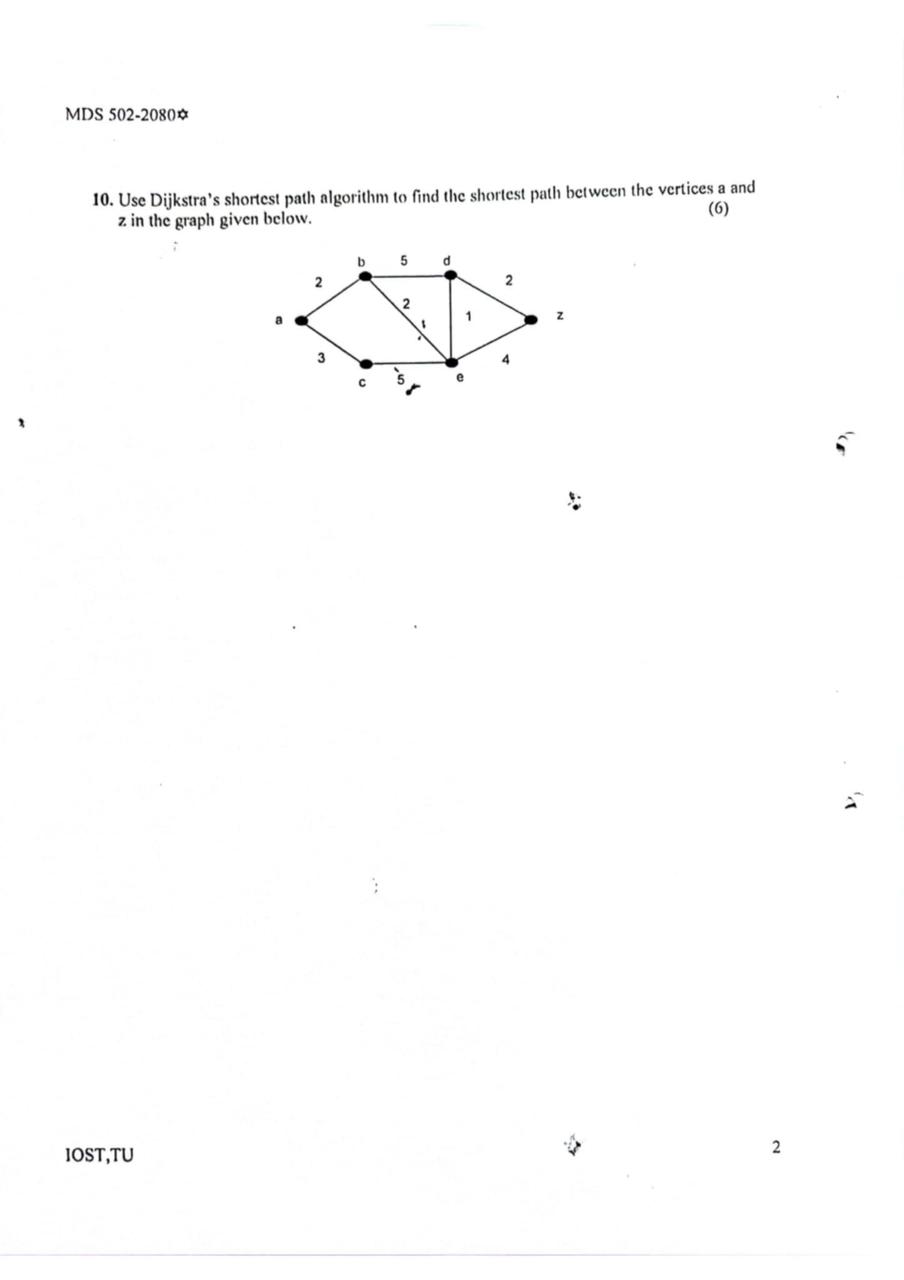 MDS 502-2080✡
10. Use Dijkstra's shortest path algorithm to find the shortest path between the vertices a and
z in the graph given below. (6)
b 5 d
2 2
2
a 1 z
3 4
c 5 e
IOST,TU 2